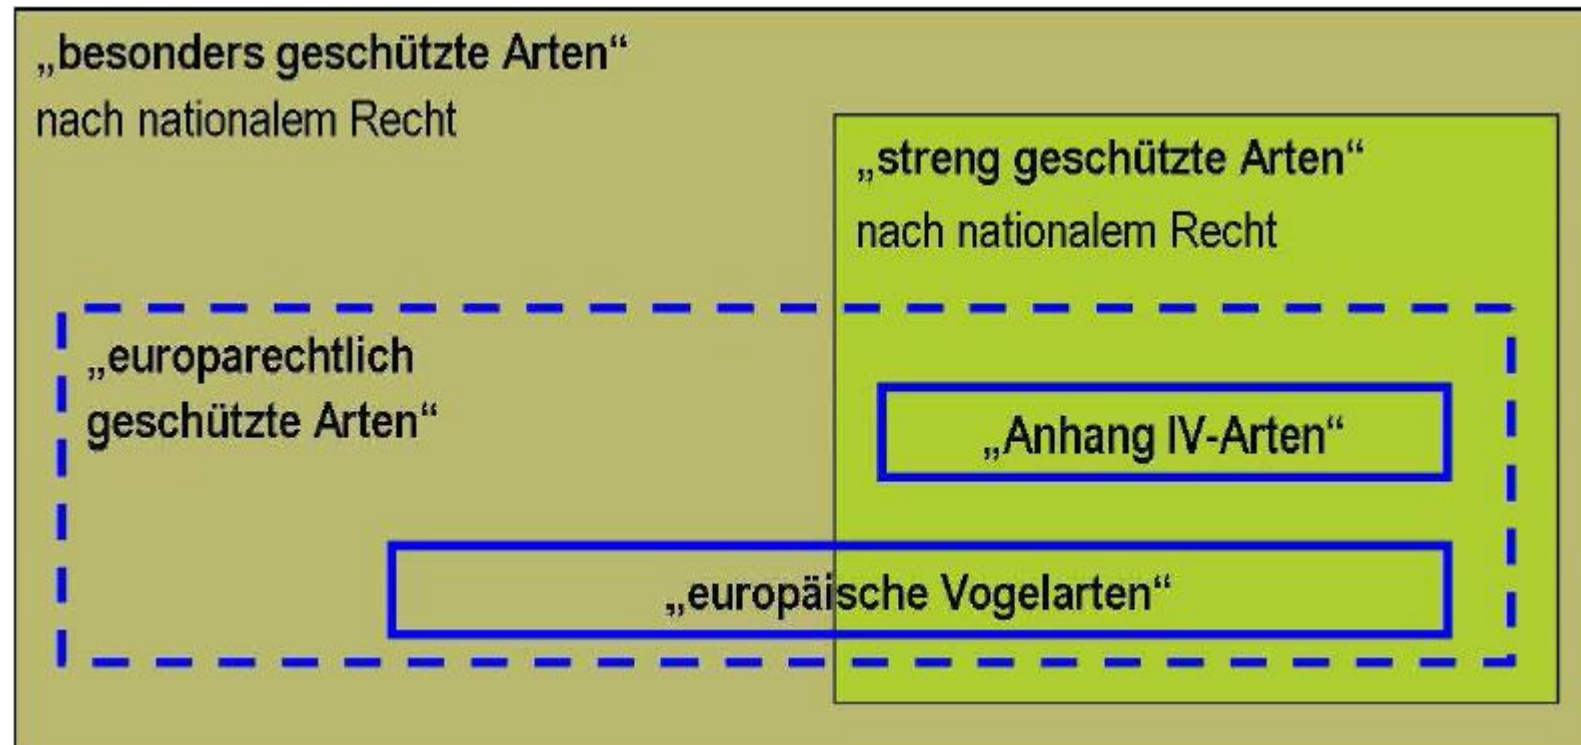 „besonders geschützte Arten“
nach nationalem Recht
„streng geschützte Arten“
nach nationalem Recht
„europarechtlich
geschützte Arten“
„Anhang IV-Arten“
„europäische Vogelarten“